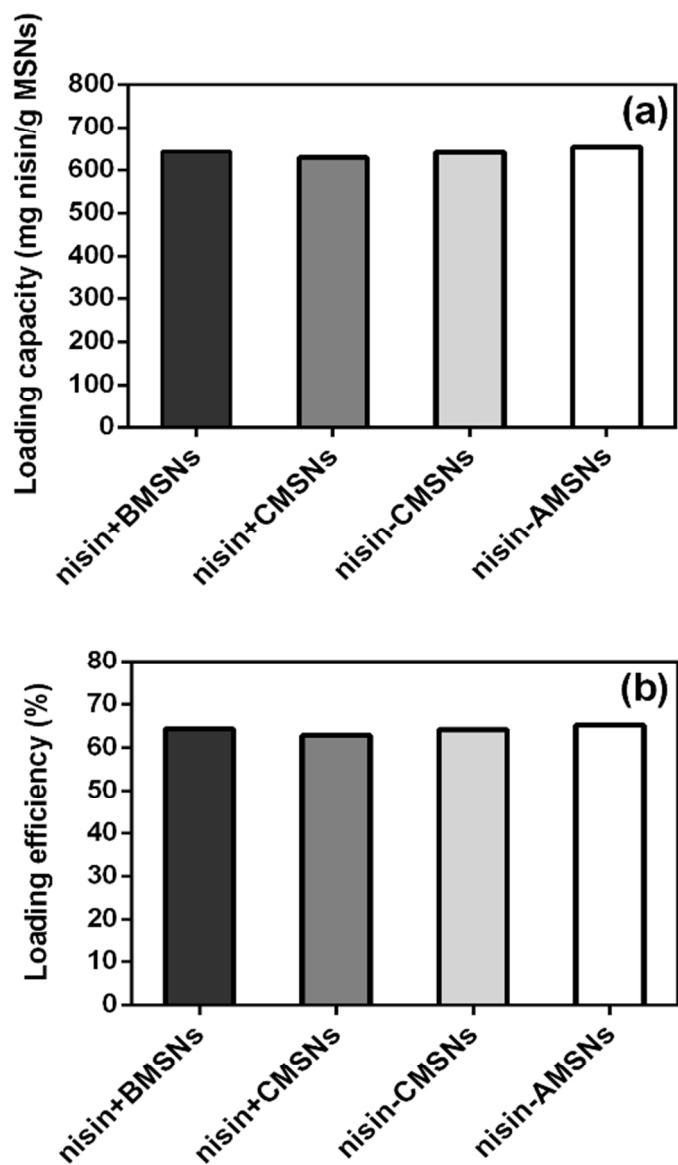 (a)
Loading capacity (mg nisin/g MSNs)
800
700
600
500
400
300
200
100
0
nisin+BMSNs
nisin+CMSNs
nisin-CMSNs
nisin-AMSNs
(b)
Loading efficiency (%)
80
70
60
50
40
30
20
10
0
nisin+BMSNs
nisin+CMSNs
nisin-CMSNs
nisin-AMSNs